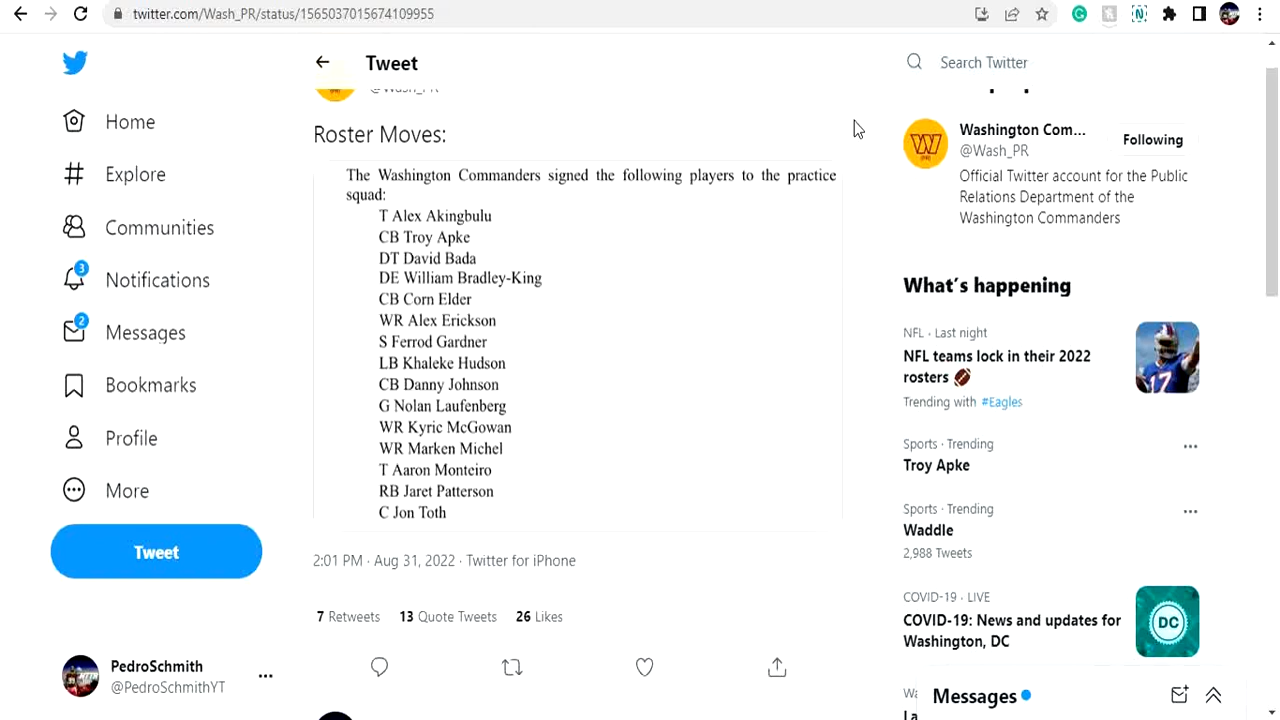 twitter.com/Wash_PR/status/1565037015674109955
Home
Explore
Communities
3
Notifications
2
Messages
Bookmarks
Profile
More
Tweet
PedroSchmith
@PedroSchmithYT
Tweet
@Wash_PR
Roster Moves:
The Washington Commanders signed the following players to the practice
squad:
T Alex Akingbulu
CB Troy Apke
DT David Bada
DE William Bradley-King
CB Corn Elder
WR Alex Erickson
S Ferrod Gardner
LB Khaleke Hudson
CB Danny Johnson
G Nolan Laufenberg
WR Kyric McGowan
WR Marken Michel
T Aaron Monteiro
RB Jaret Patterson
C Jon Toth
2:01 PM · Aug 31, 2022 · Twitter for iPhone
7 Retweets 13 Quote Tweets 26 Likes
Search Twitter
Washington Com...
@Wash_PR
Following
Official Twitter account for the Public
Relations Department of the
Washington Commanders
What's happening
NFL · Last night
NFL teams lock in their 2022
rosters 🏈
Trending with #Eagles
17
Sports · Trending
Troy Apke
Sports · Trending
Waddle
2,988 Tweets
COVID-19 · LIVE
COVID-19: News and updates for
Washington, DC
DC
Messages